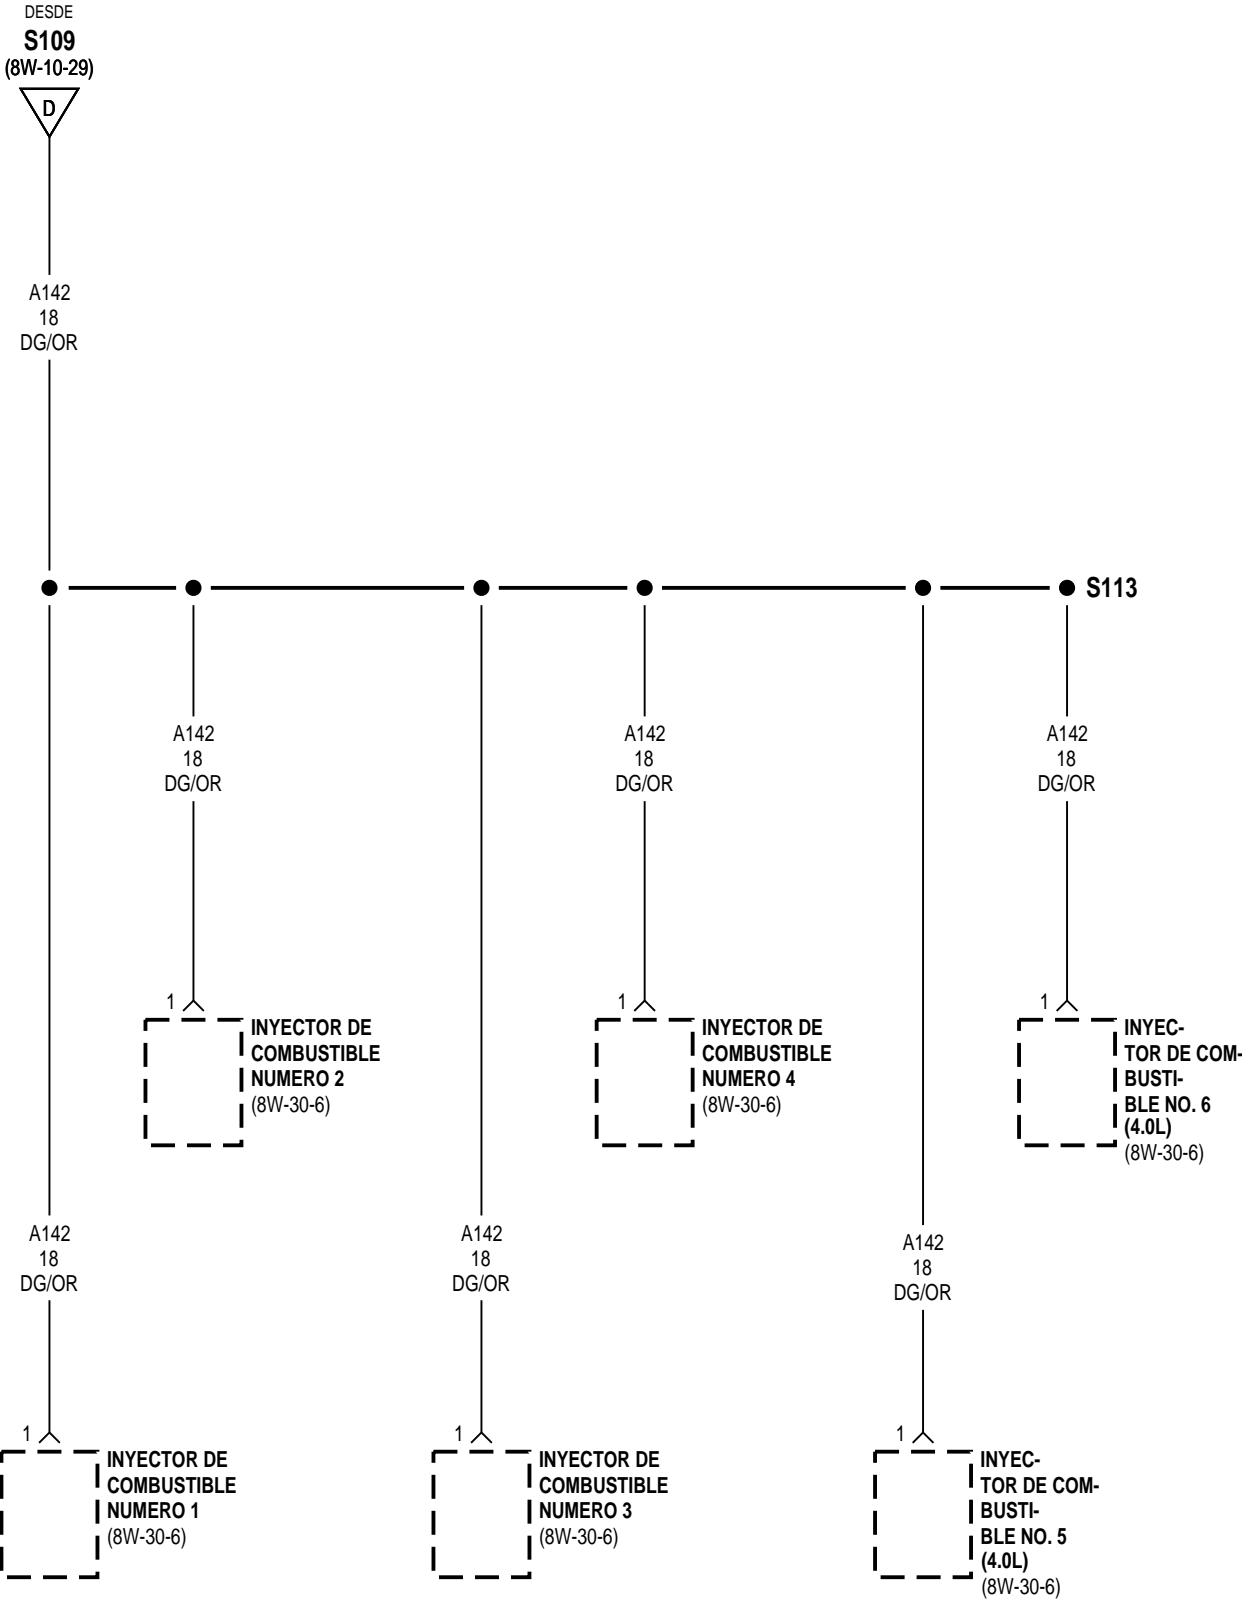 DESDE
S109
(8W-10-29)
D
A142
18
DG/OR
S113
A142
18
DG/OR
A142
18
DG/OR
A142
18
DG/OR
1
INYECTOR DE
COMBUSTIBLE
NUMERO 2
(8W-30-6)
1
INYECTOR DE
COMBUSTIBLE
NUMERO 4
(8W-30-6)
1
INYEC-
TOR DE COM-
BUSTI-
BLE NO. 6
(4.0L)
(8W-30-6)
A142
18
DG/OR
A142
18
DG/OR
A142
18
DG/OR
1
INYECTOR DE
COMBUSTIBLE
NUMERO 1
(8W-30-6)
1
INYECTOR DE
COMBUSTIBLE
NUMERO 3
(8W-30-6)
1
INYEC-
TOR DE COM-
BUSTI-
BLE NO. 5
(4.0L)
(8W-30-6)